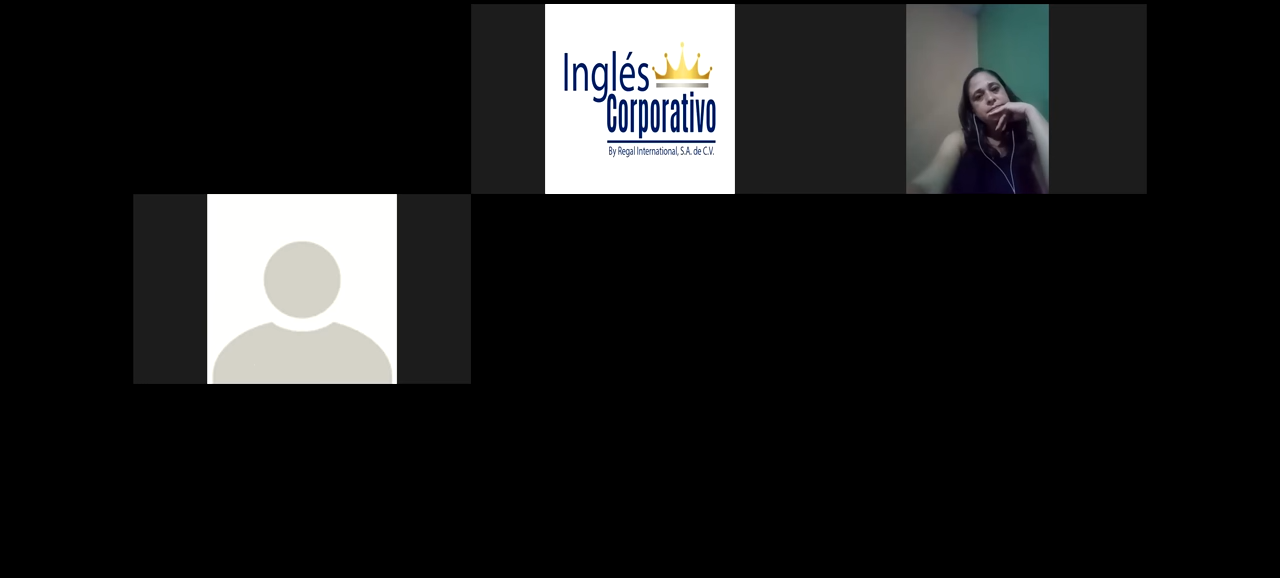 Inglés
Corporativo
By Regal International, S.A. de C.V.